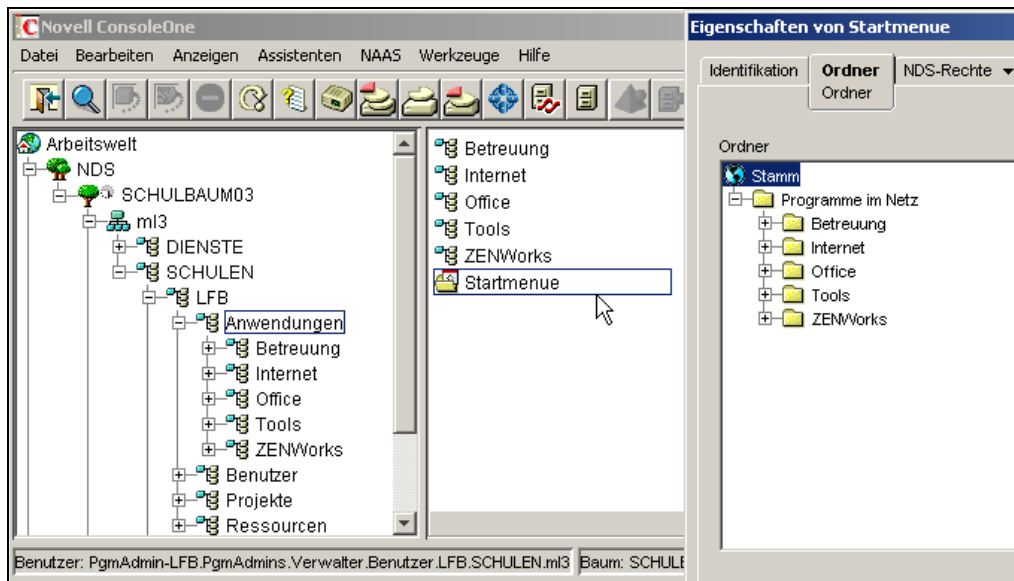 Novell ConsoleOne
Datei Bearbeiten Anzeigen Assistenten NAAS Werkzeuge Hilfe
Arbeitswelt
NDS
SCHULBAUM03
ml3
DIENSTE
SCHULEN
LFB
Anwendungen
Betreuung
Internet
Office
Tools
ZENWorks
Benutzer
Projekte
Ressourcen
Betreuung
Internet
Office
Tools
ZENWorks
Startmenue
Benutzer: PgmAdmin-LFB.PgmAdmins.Verwalter.Benutzer.LFB.SCHULEN.ml3 Baum: SCHULE
Eigenschaften von Startmenue
Identifikation Ordner NDS-Rechte
Ordner
Ordner
Stamm
Programme im Netz
Betreuung
Internet
Office
Tools
ZENWorks